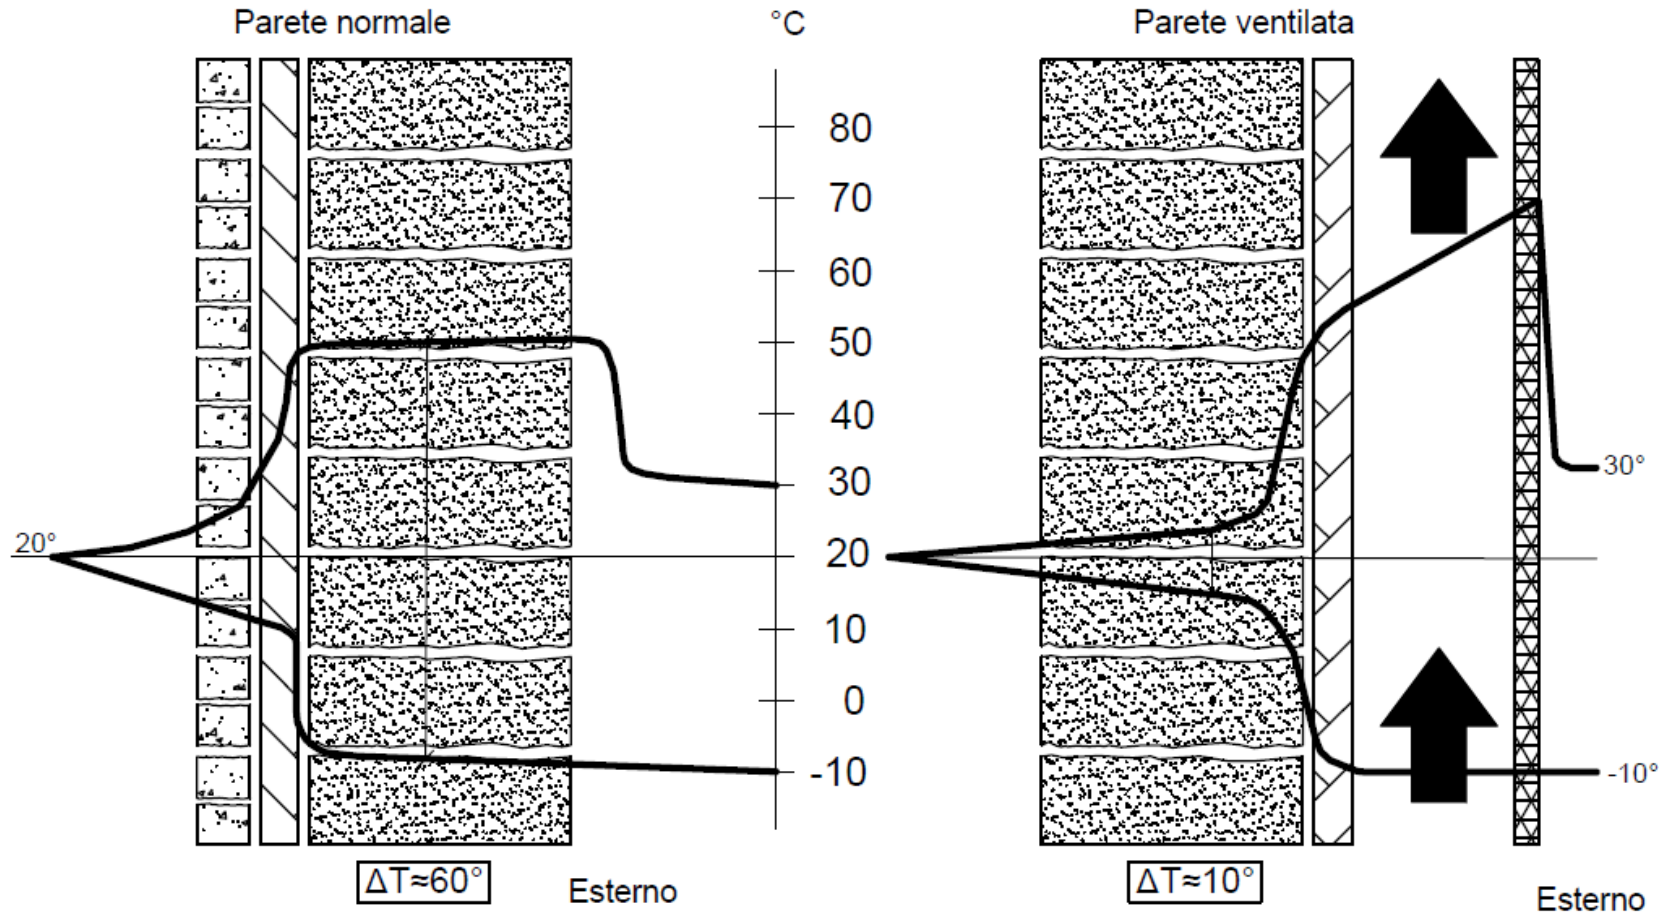 Parete normale
°C
Parete ventilata
80
70
60
50
40
30
30°
20°
20
10
0
-10
-10°
ΔT≈60°
Esterno
ΔT≈10°
Esterno